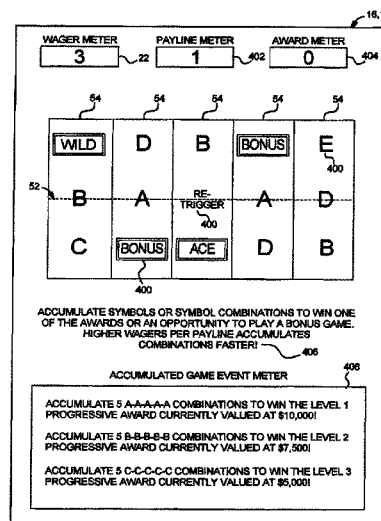 16,
WAGER METER PAYLINE METER AWARD METER
3 22 1 402 0 404
54 54 54 54 54
WILD D B BONUS E
400
52 B A RE-TRIGGER A D
400
C BONUS ACE D B
400
ACCUMULATE SYMBOLS OR SYMBOL COMBINATIONS TO WIN ONE
OF THE AWARDS OR AN OPPORTUNITY TO PLAY A BONUS GAME.
HIGHER WAGERS PER PAYLINE ACCUMULATES
COMBINATIONS FASTER! 406
ACCUMULATED GAME EVENT METER
408
ACCUMULATE 5 A-A-A-A-A COMBINATIONS TO WIN THE LEVEL 1
PROGRESSIVE AWARD CURRENTLY VALUED AT $10,000!
ACCUMULATE 5 B-B-B-B-B COMBINATIONS TO WIN THE LEVEL 2
PROGRESSIVE AWARD CURRENTLY VALUED AT $7,500!
ACCUMULATE 5 C-C-C-C-C COMBINATIONS TO WIN THE LEVEL 3
PROGRESSIVE AWARD CURRENTLY VALUED AT $5,000!